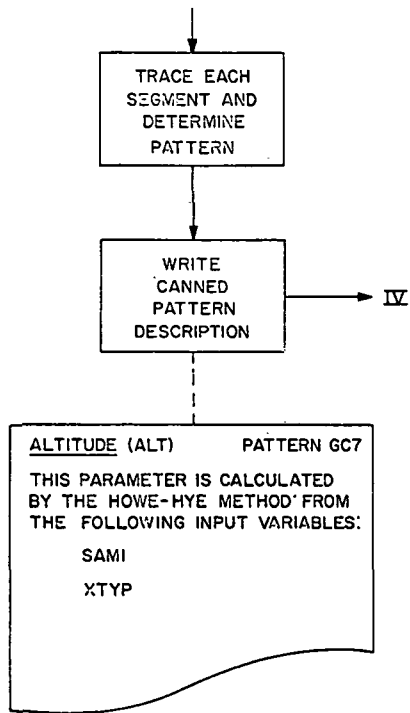 TRACE EACH
SEGMENT AND
DETERMINE
PATTERN
WRITE
CANNED
PATTERN
DESCRIPTION
IV
ALTITUDE (ALT) PATTERN GC7
THIS PARAMETER IS CALCULATED
BY THE HOWE-HYE METHOD FROM
THE FOLLOWING INPUT VARIABLES:
SAMI
XTYP